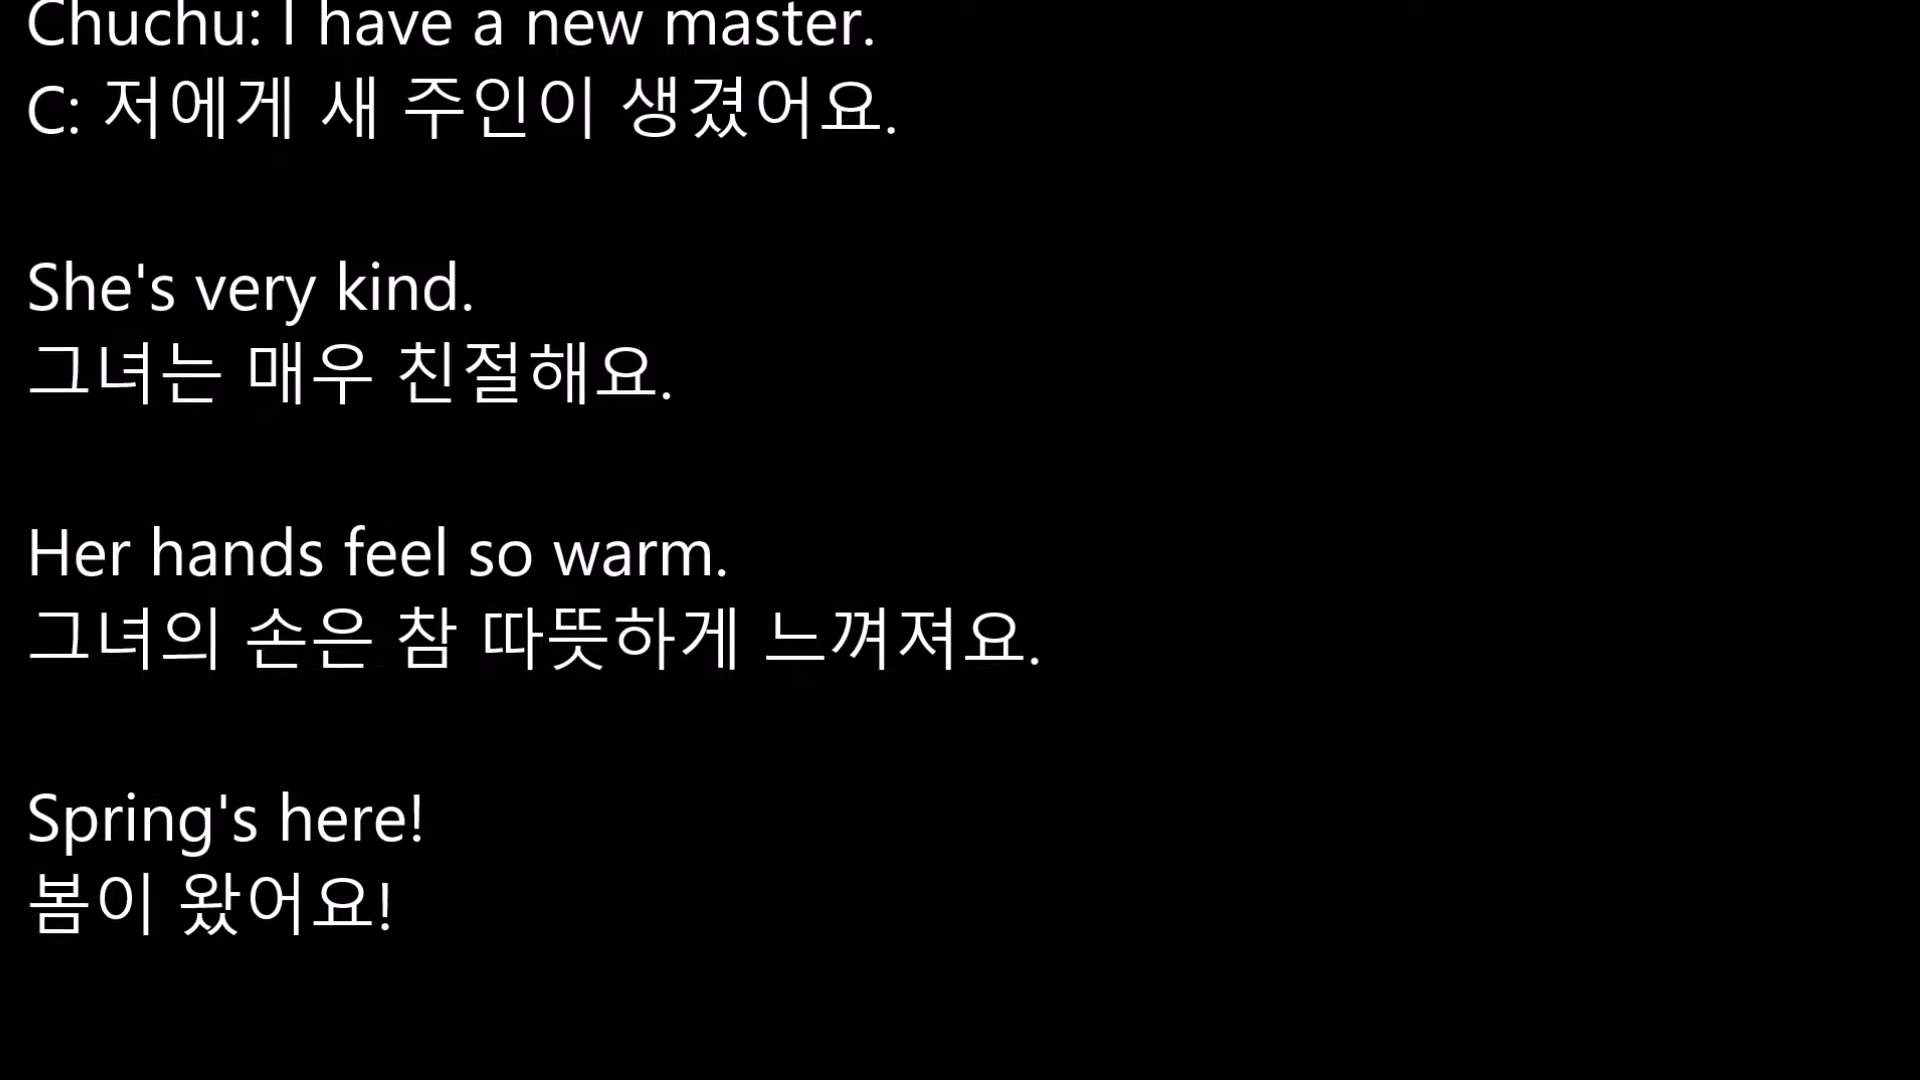 Chuchu: I have a new master.
C: 저에게 새 주인이 생겼어요.
She's very kind.
그녀는 매우 친절해요.
Her hands feel so warm.
그녀의 손은 참 따뜻하게 느껴져요.
Spring's here!
봄이 왔어요!